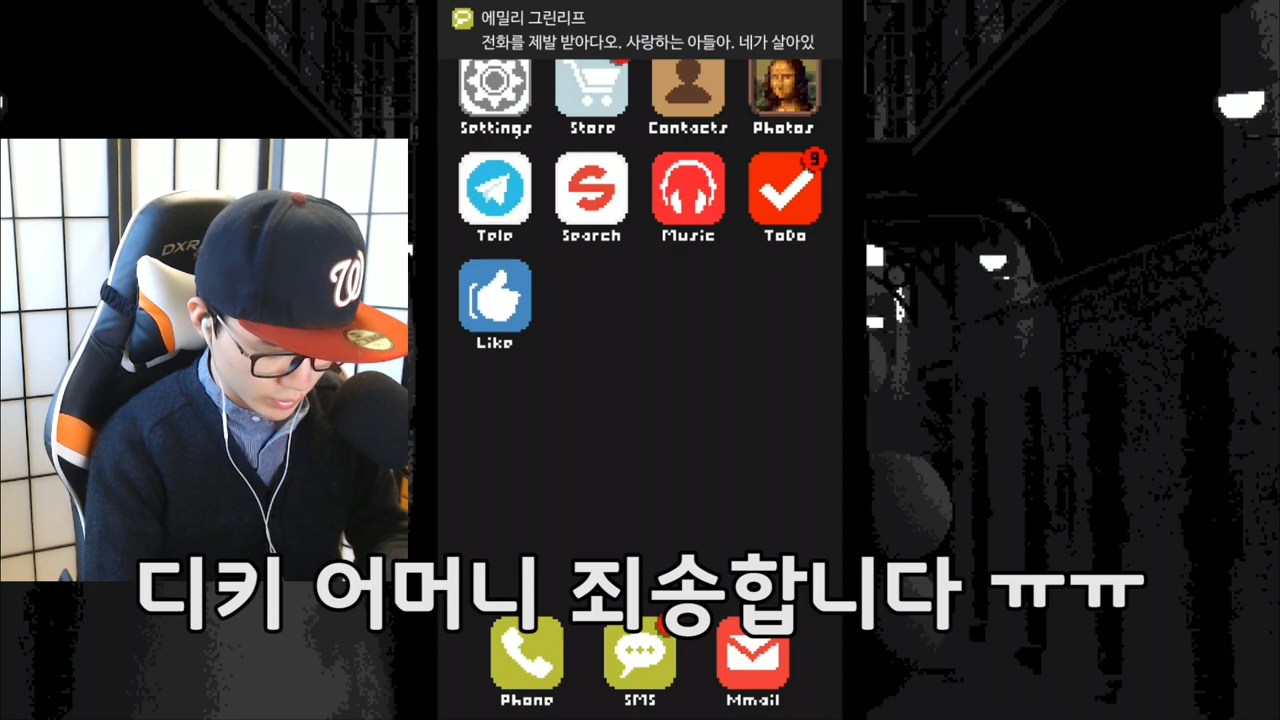 에밀리 그린리프
전화를 제발 받아다오. 사랑하는 아들아. 네가 살아있
Settings Store Contacts Photos
9
Tele Search Music ToDo
Like
DXR
W
디키 어머니 죄송합니다 ㅠㅠ
Phone SMS Mmail